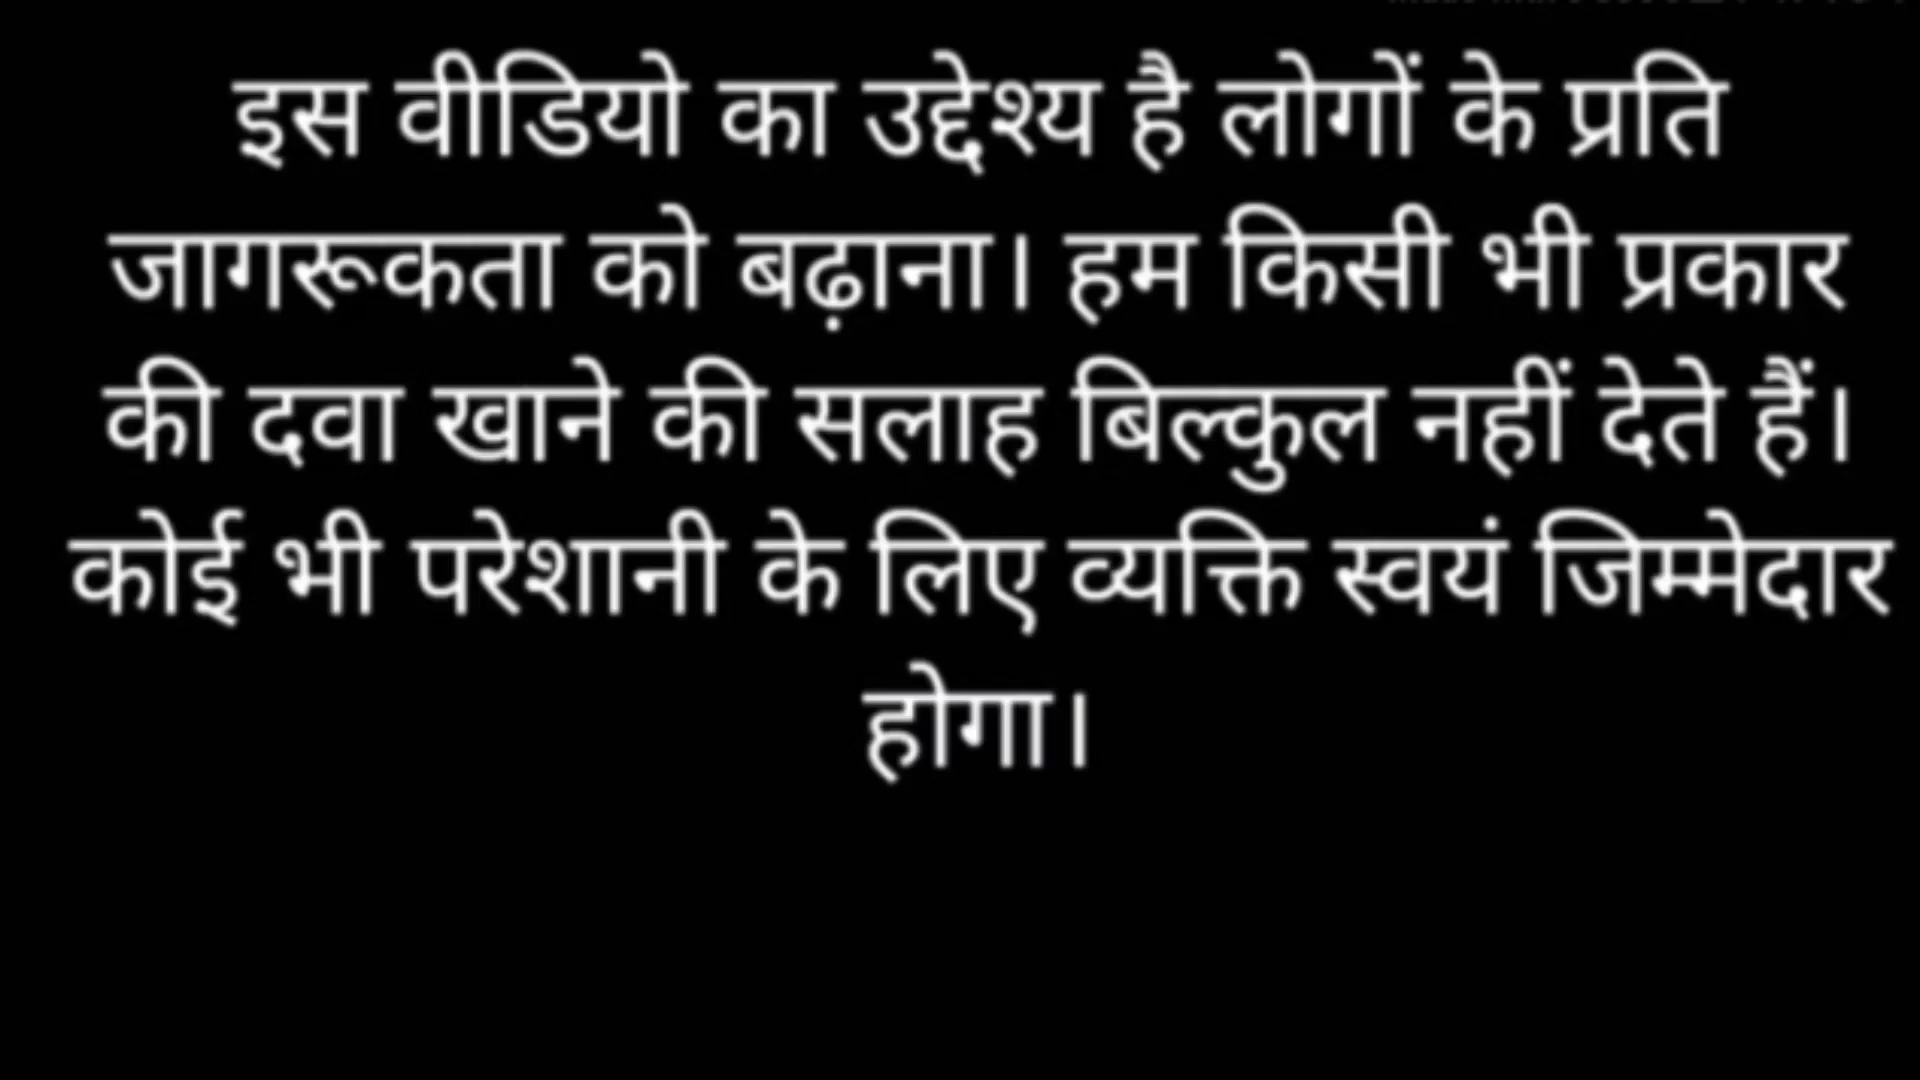 इस वीडियो का उद्देश्य है लोगों के प्रति
जागरूकता को बढ़ाना। हम किसी भी प्रकार
की दवा खाने की सलाह बिल्कुल नहीं देते हैं।
कोई भी परेशानी के लिए व्यक्ति स्वयं जिम्मेदार
होगा।